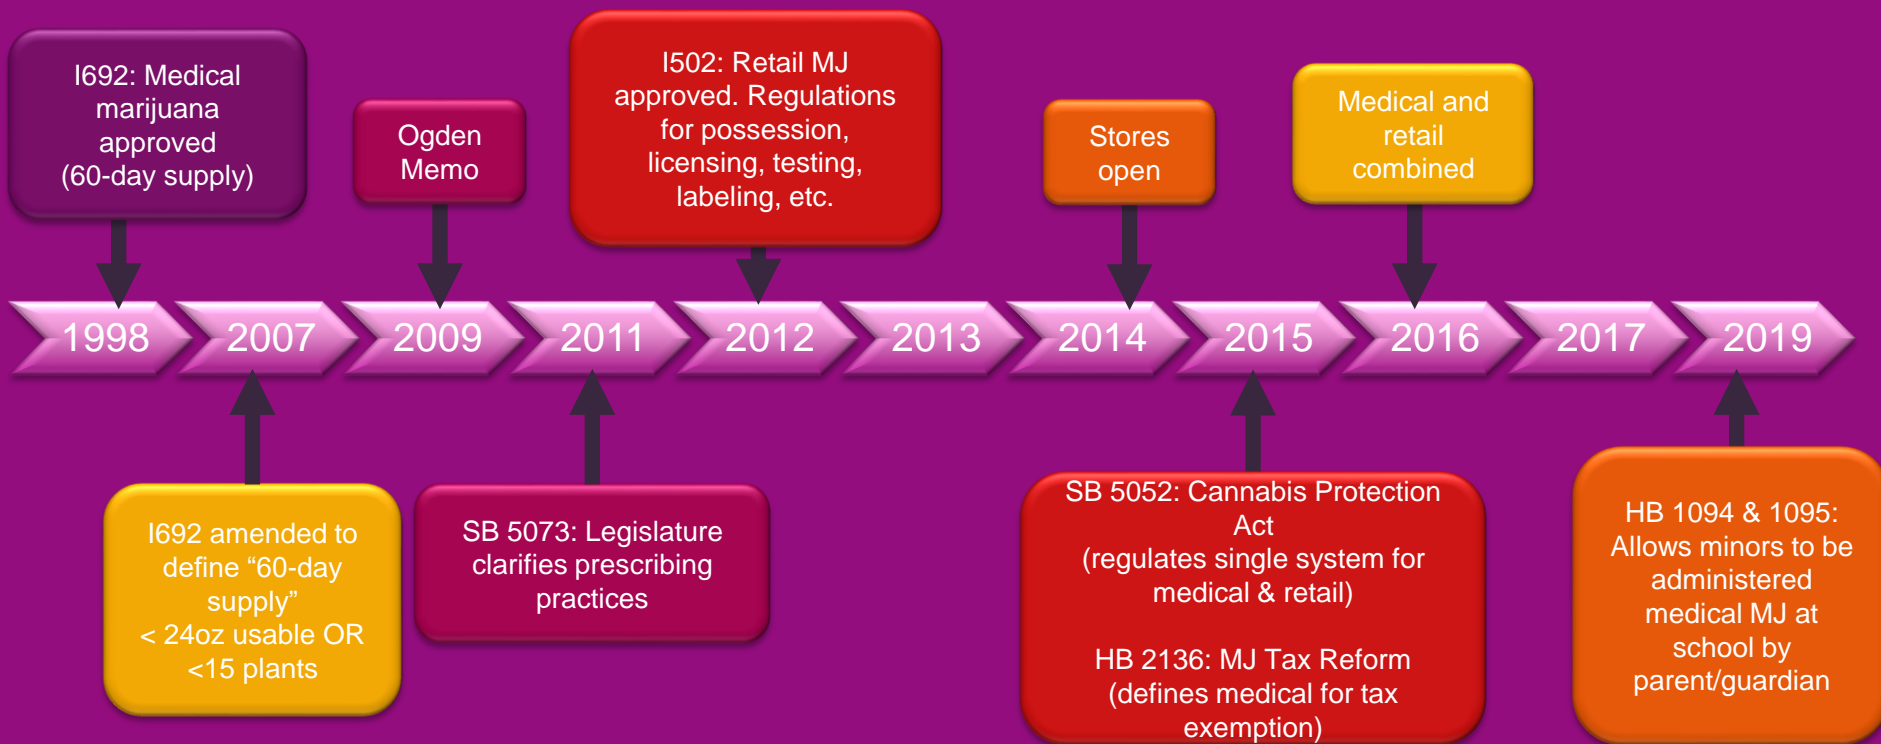 I692: Medical
marijuana
approved
(60-day supply)
Ogden
Memo
I502: Retail MJ
approved. Regulations
for possession,
licensing, testing,
labeling, etc.
Stores
open
Medical and
retail
combined
1998
2007
2009
2011
2012
2013
2014
2015
2016
2017
2019
I692 amended to
define “60-day
supply”
< 24oz usable OR
<15 plants
SB 5073: Legislature
clarifies prescribing
practices
SB 5052: Cannabis Protection
Act
(regulates single system for
medical & retail)
HB 2136: MJ Tax Reform
(defines medical for tax
exemption)
HB 1094 & 1095:
Allows minors to be
administered
medical MJ at
school by
parent/guardian